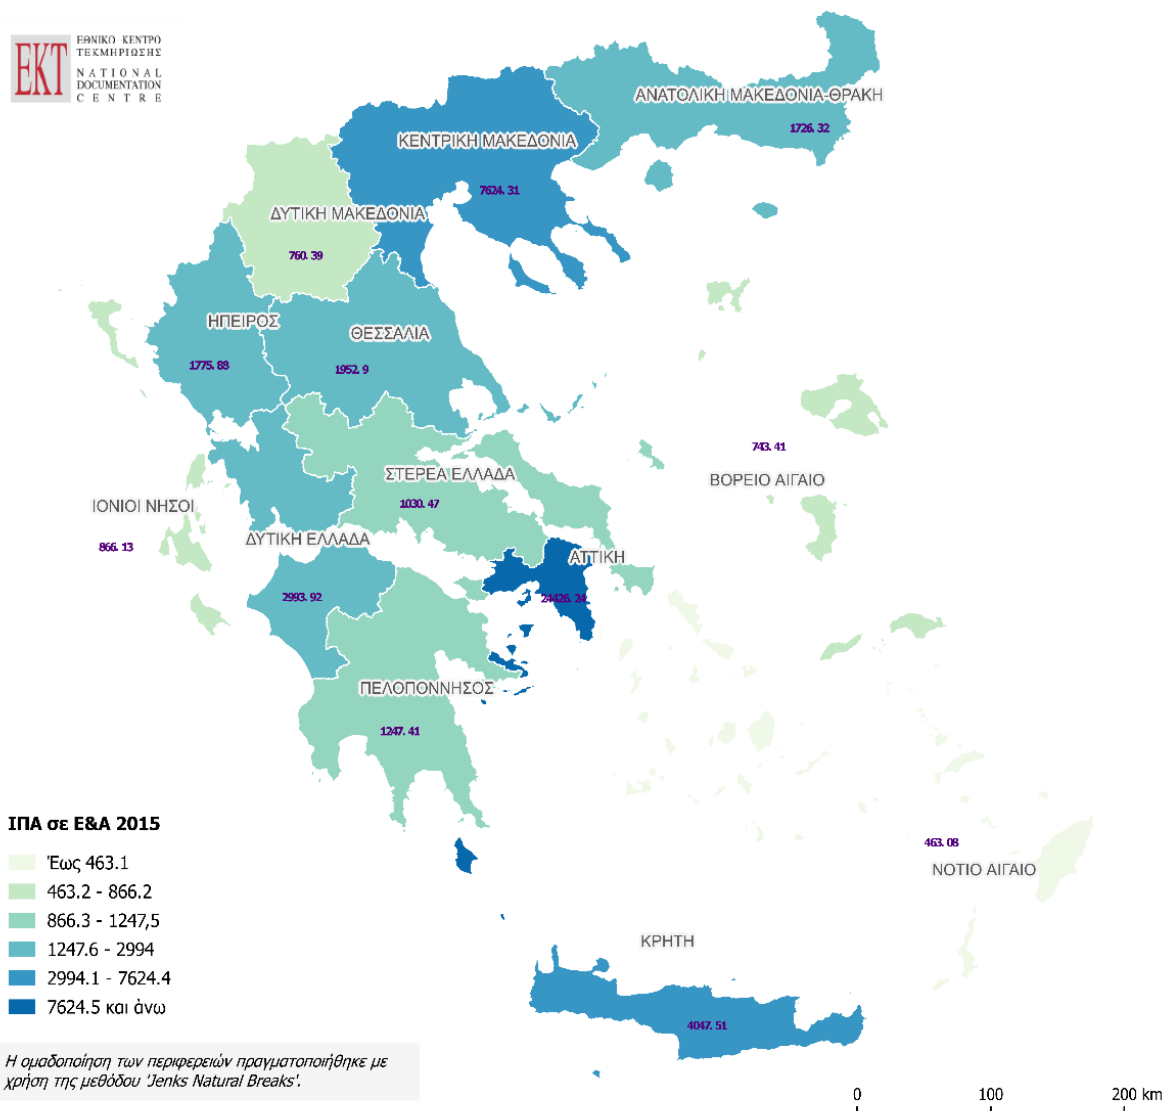 ΕΘΝΙΚΟ ΚΕΝΤΡΟ
ΤΕΚΜΗΡΙΩΣΗΣ
EKT
NATIONAL
DOCUMENTATION
CENTRE
ΑΝΑΤΟΛΙΚΗ ΜΑΚΕΔΟΝΙΑ-ΘΡΑΚΗ
1726. 32
ΚΕΝΤΡΙΚΗ ΜΑΚΕΔΟΝΙΑ
7624. 31
ΔΥΤΙΚΗ ΜΑΚΕΔΟΝΙΑ
760. 39
ΗΠΕΙΡΟΣ
1775. 88
ΘΕΣΣΑΛΙΑ
1952. 9
743. 41
ΒΟΡΕΙΟ ΑΙΓΑΙΟ
ΣΤΕΡΕΑ ΕΛΛΑΔΑ
1030. 47
ΙΟΝΙΟΙ ΝΗΣΟΙ
866. 13
ΔΥΤΙΚΗ ΕΛΛΑΔΑ
2993. 92
ΑΤΤΙΚΗ
24426. 24
ΠΕΛΟΠΟΝΝΗΣΟΣ
1247. 41
463. 08
ΝΟΤΙΟ ΑΙΓΑΙΟ
ΚΡΗΤΗ
4047. 51
ΙΠΑ σε Ε&Α 2015
Έως 463.1
463.2 - 866.2
866.3 - 1247,5
1247.6 - 2994
2994.1 - 7624.4
7624.5 και άνω
Η ομαδοποίηση των περιφερειών πραγματοποιήθηκε με
χρήση της μεθόδου 'Jenks Natural Breaks'.
0 100 200 km